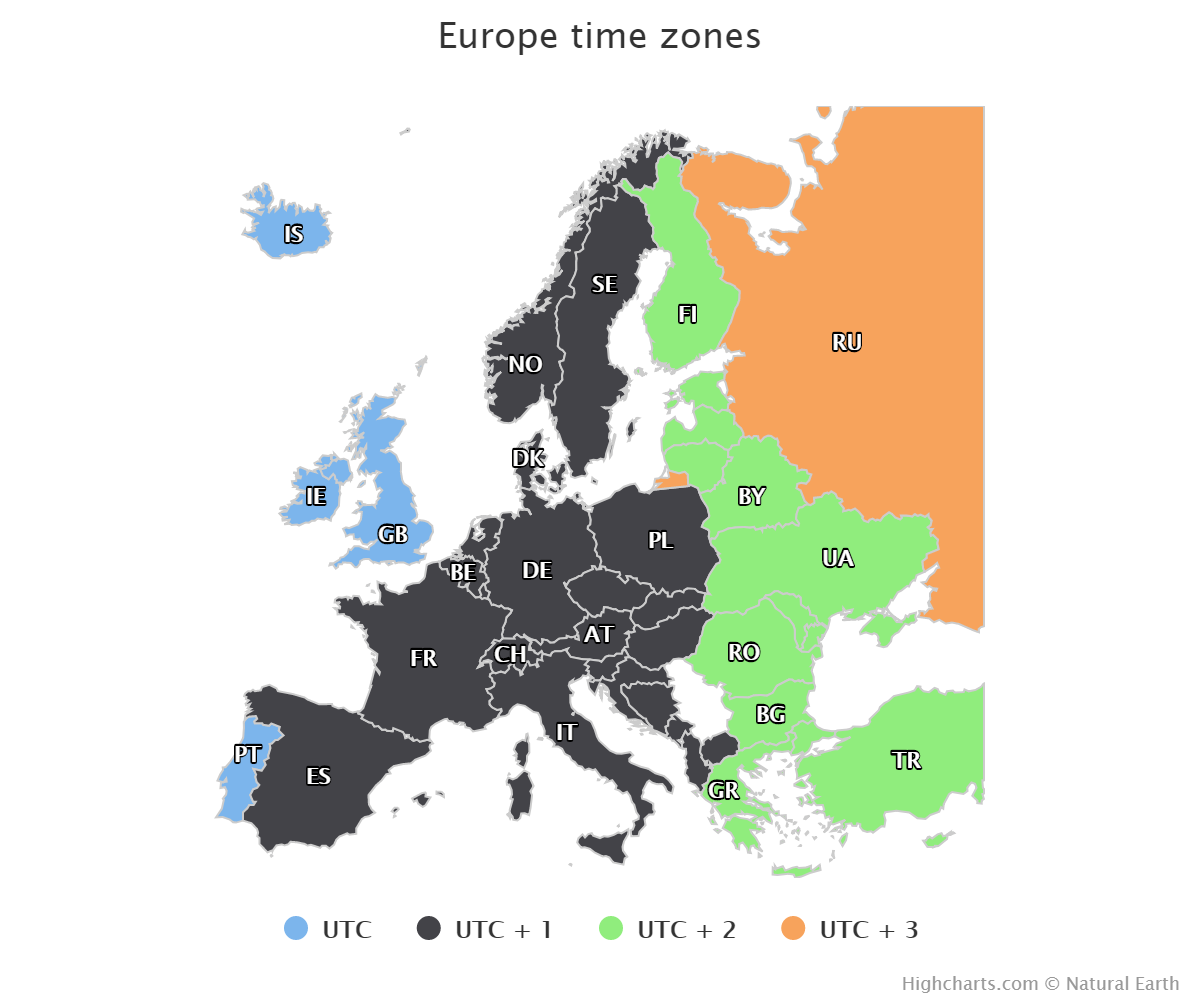 Europe time zones
IS
SE
FI
RU
NO
DK
IE
BY
GB
PL
UA
BE
DE
AT
CH
RO
FR
BG
IT
PT
TR
ES
GR
UTC
UTC + 1
UTC + 2
UTC + 3
Highcharts.com © Natural Earth